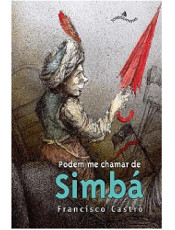 Podem me chamar de
Simbá
Francisco Castro